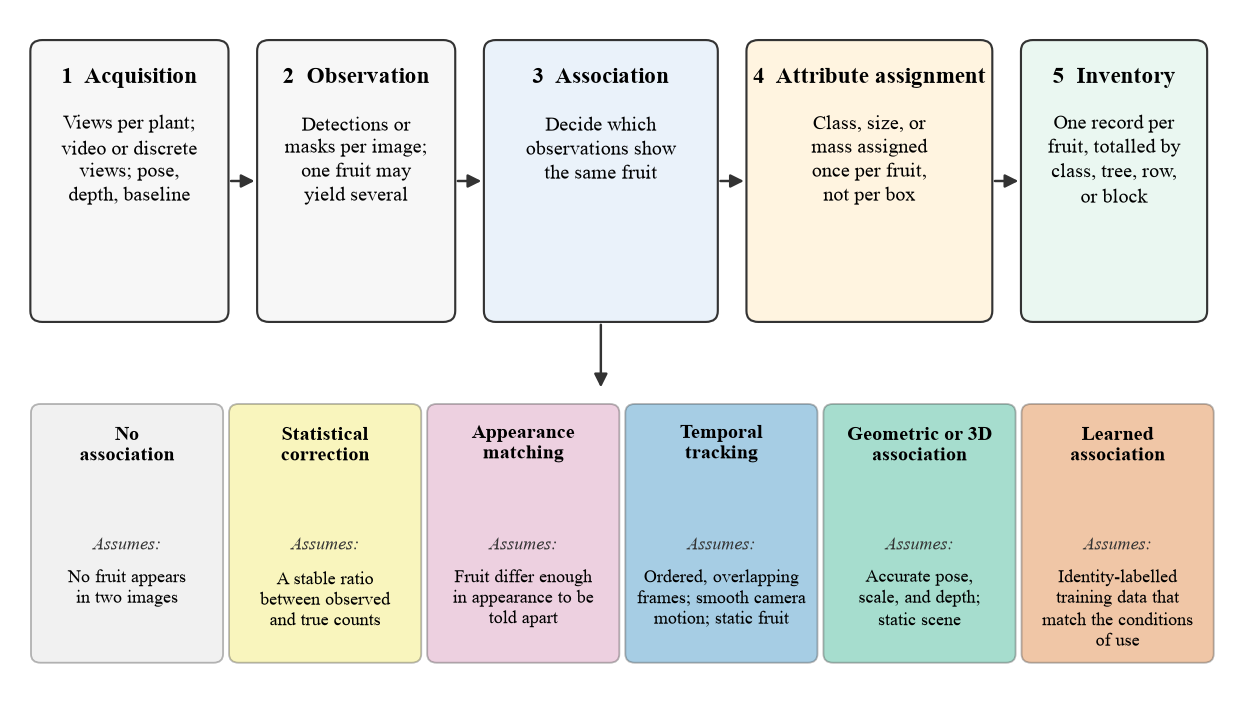 1 Acquisition
Views per plant;
video or discrete
views; pose,
depth, baseline
2 Observation
Detections or
masks per image;
one fruit may
yield several
3 Association
Decide which
observations show
the same fruit
4 Attribute assignment
Class, size, or
mass assigned
once per fruit,
not per box
5 Inventory
One record per
fruit, totalled by
class, tree, row,
or block
No
association
Assumes:
No fruit appears
in two images
Statistical
correction
Assumes:
A stable ratio
between observed
and true counts
Appearance
matching
Assumes:
Fruit differ enough
in appearance to be
told apart
Temporal
tracking
Assumes:
Ordered, overlapping
frames; smooth camera
motion; static fruit
Geometric or 3D
association
Assumes:
Accurate pose,
scale, and depth;
static scene
Learned
association
Assumes:
Identity-labelled
training data that
match the conditions
of use